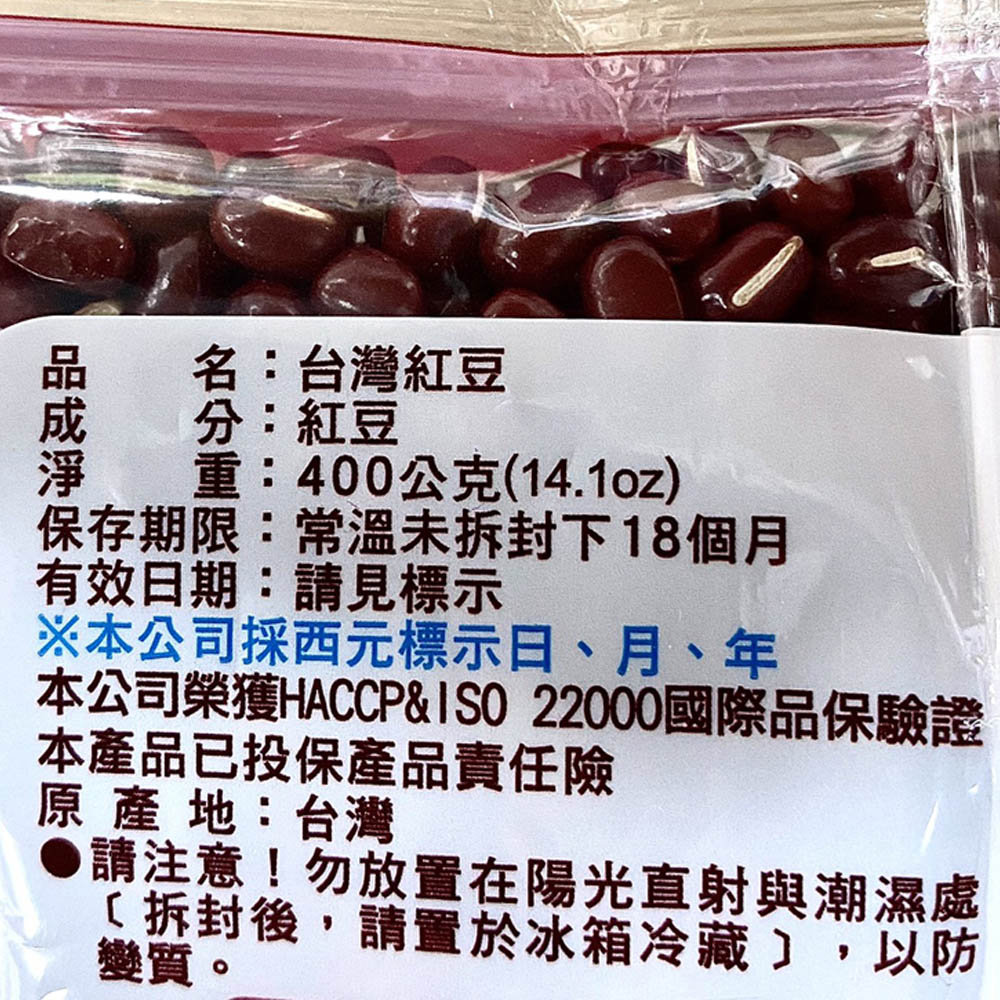 品　　名：台灣紅豆
成　　分：紅豆
淨　　重：400公克(14.1oz)
保存期限：常溫未拆封下18個月
有效日期：請見標示
※本公司採西元標示日、月、年
本公司榮獲HACCP&ISO 22000國際品保驗證
本產品已投保產品責任險
原 產 地：台灣
●請注意！勿放置在陽光直射與潮濕處
〔拆封後，請置於冰箱冷藏〕，以防
變質。